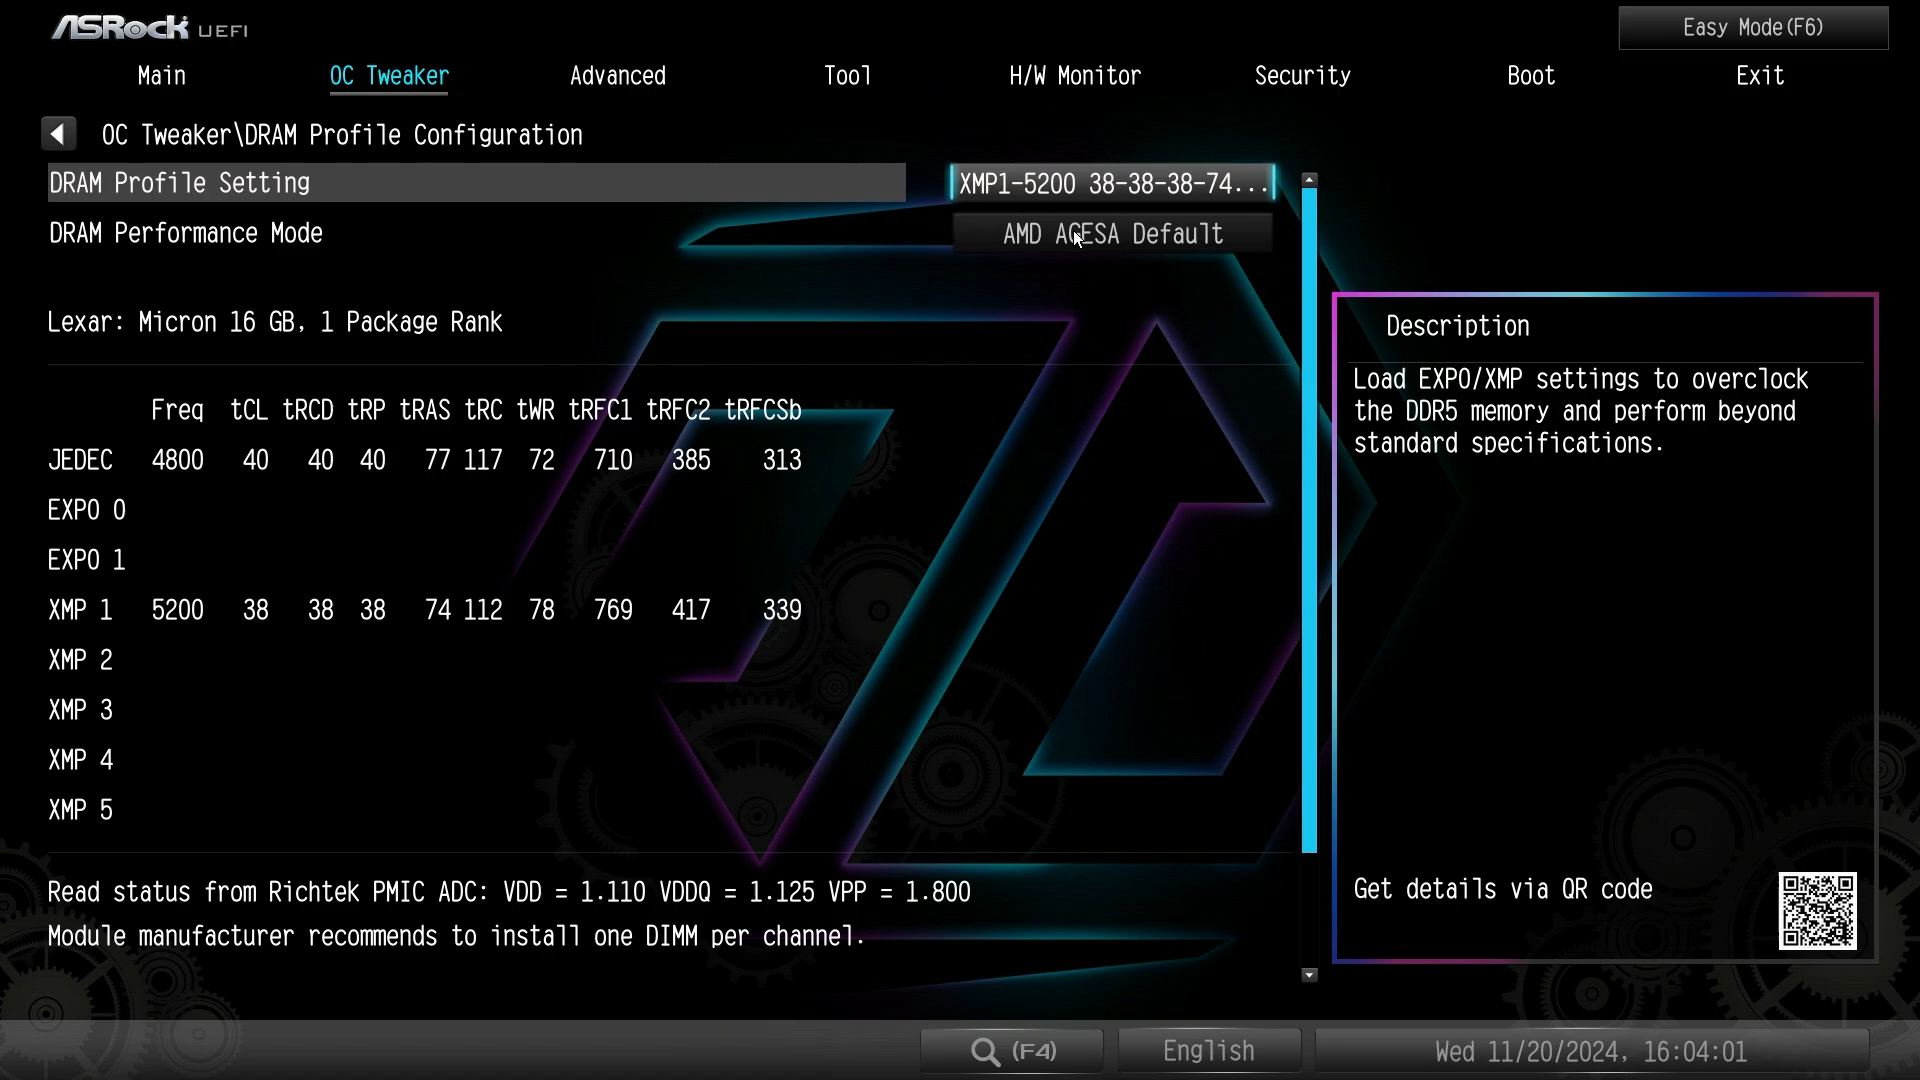 ASRock UEFI
Easy Mode(F6)
Main OC Tweaker Advanced Tool H/W Monitor Security Boot Exit
OC Tweaker\DRAM Profile Configuration
DRAM Profile Setting XMP1-5200 38-38-38-74...
DRAM Performance Mode AMD AGESA Default
Lexar: Micron 16 GB, 1 Package Rank
Freq tCL tRCD tRP tRAS tRC tWR tRFC1 tRFC2 tRFCSb
JEDEC 4800 40 40 40 77 117 72 710 385 313
EXPO 0
EXPO 1
XMP 1 5200 38 38 38 74 112 78 769 417 339
XMP 2
XMP 3
XMP 4
XMP 5
Read status from Richtek PMIC ADC: VDD = 1.110 VDDQ = 1.125 VPP = 1.800
Module manufacturer recommends to install one DIMM per channel.
Description
Load EXPO/XMP settings to overclock
the DDR5 memory and perform beyond
standard specifications.
Get details via QR code
(F4) English Wed 11/20/2024, 16:04:01